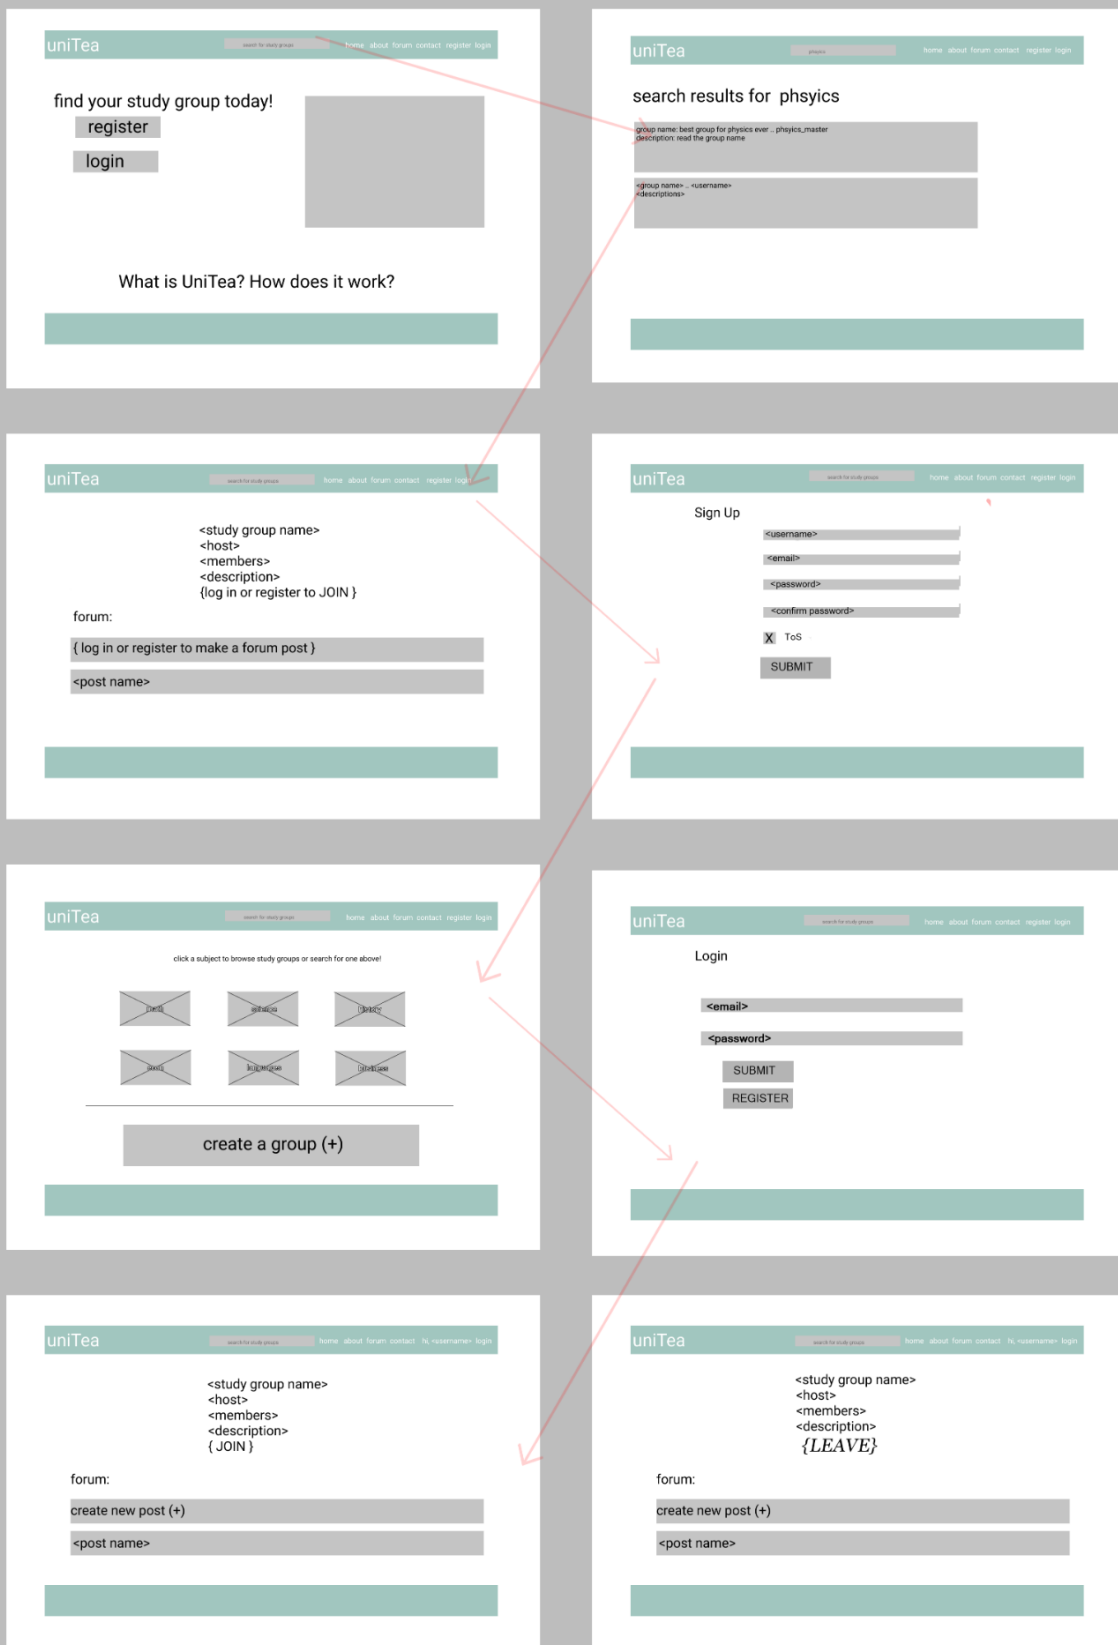 uniTea
search for study groups
home about forum contact register login
find your study group today!
register
login
What is UniTea? How does it work?
uniTea
physics
home about forum contact register login
search results for phsyics
group name: best group for physics ever .. phsyics_master
description: read the group name
<group name> .. <username>
<descriptions>
uniTea
search for study groups
home about forum contact register login
<study group name>
<host>
<members>
<description>
{log in or register to JOIN }
forum:
{ log in or register to make a forum post }
<post name>
uniTea
search for study groups
home about forum contact register login
Sign Up
<username>
<email>
<password>
<confirm password>
X ToS
SUBMIT
uniTea
search for study groups
home about forum contact register login
click a subject to browse study groups or search for one above!
math science history
languages business
create a group (+)
uniTea
search for study groups
home about forum contact register login
Login
<email>
<password>
SUBMIT
REGISTER
uniTea
search for study groups
home about forum contact hi, <username> login
<study group name>
<host>
<members>
<description>
{ JOIN }
forum:
create new post (+)
<post name>
uniTea
search for study groups
home about forum contact hi, <username> login
<study group name>
<host>
<members>
<description>
{LEAVE}
forum:
create new post (+)
<post name>